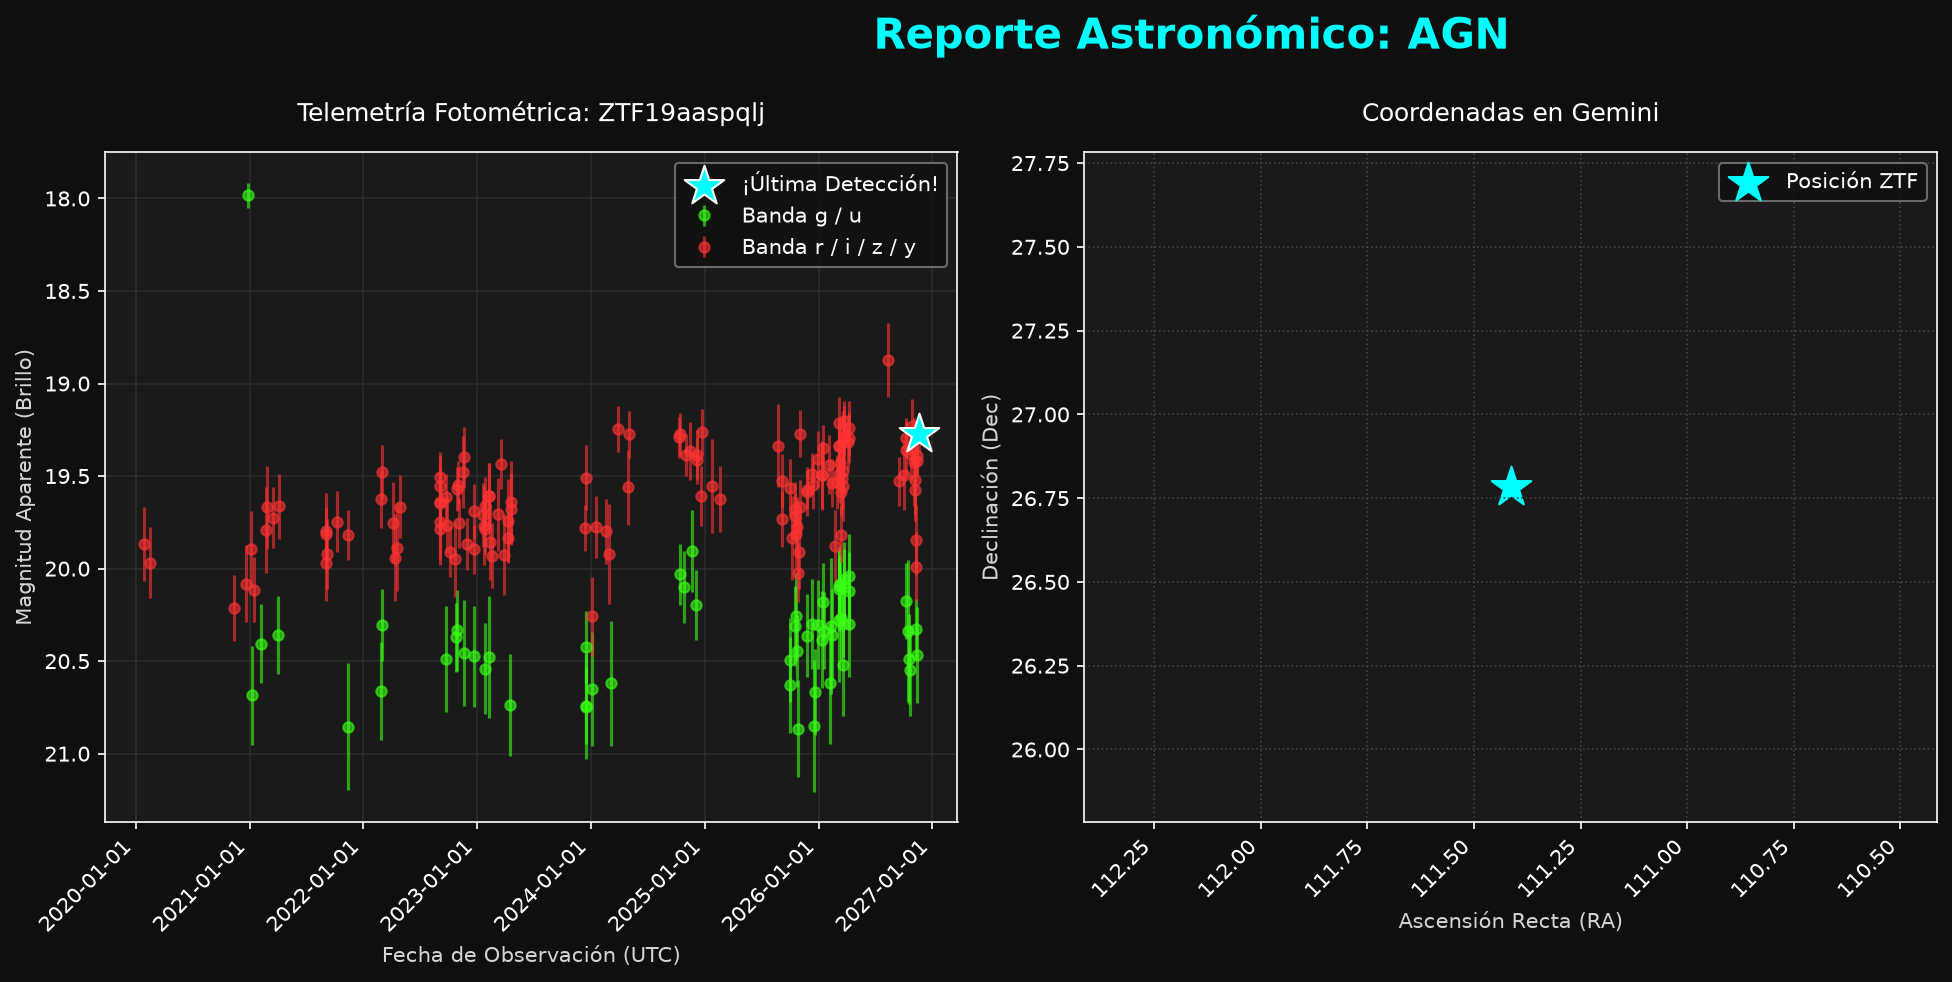 Reporte Astronómico: AGN
Telemetría Fotométrica: ZTF19aaspqlj
¡Última Detección!
Banda g / u
Banda r / i / z / y
Magnitud Aparente (Brillo)
18.0
18.5
19.0
19.5
20.0
20.5
21.0
2020-01-01
2021-01-01
2022-01-01
2023-01-01
2024-01-01
2025-01-01
2026-01-01
2027-01-01
Fecha de Observación (UTC)
Coordenadas en Gemini
Posición ZTF
Declinación (Dec)
27.75
27.50
27.25
27.00
26.75
26.50
26.25
26.00
112.25
112.00
111.75
111.50
111.25
111.00
110.75
110.50
Ascensión Recta (RA)